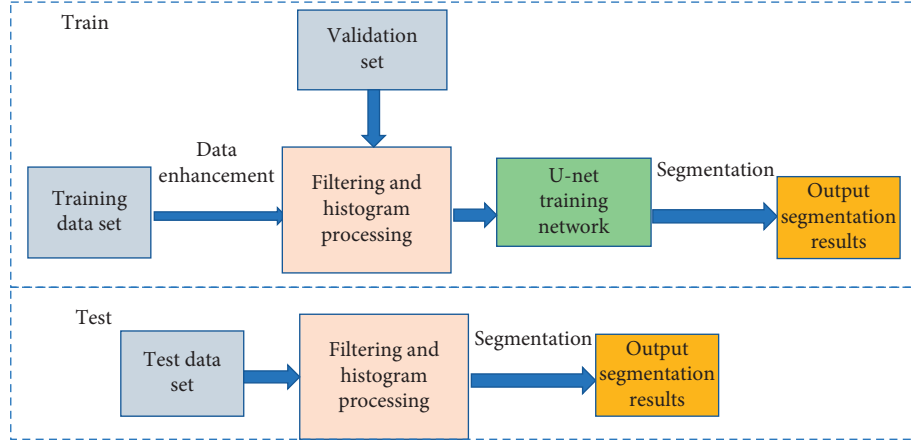 Train
Validation
set
Data
enhancement
Training
data set
Filtering and
histogram
processing
U-net
training
network
Segmentation
Output
segmentation
results
Test
Test data
set
Filtering and
histogram
processing
Segmentation
Output
segmentation
results